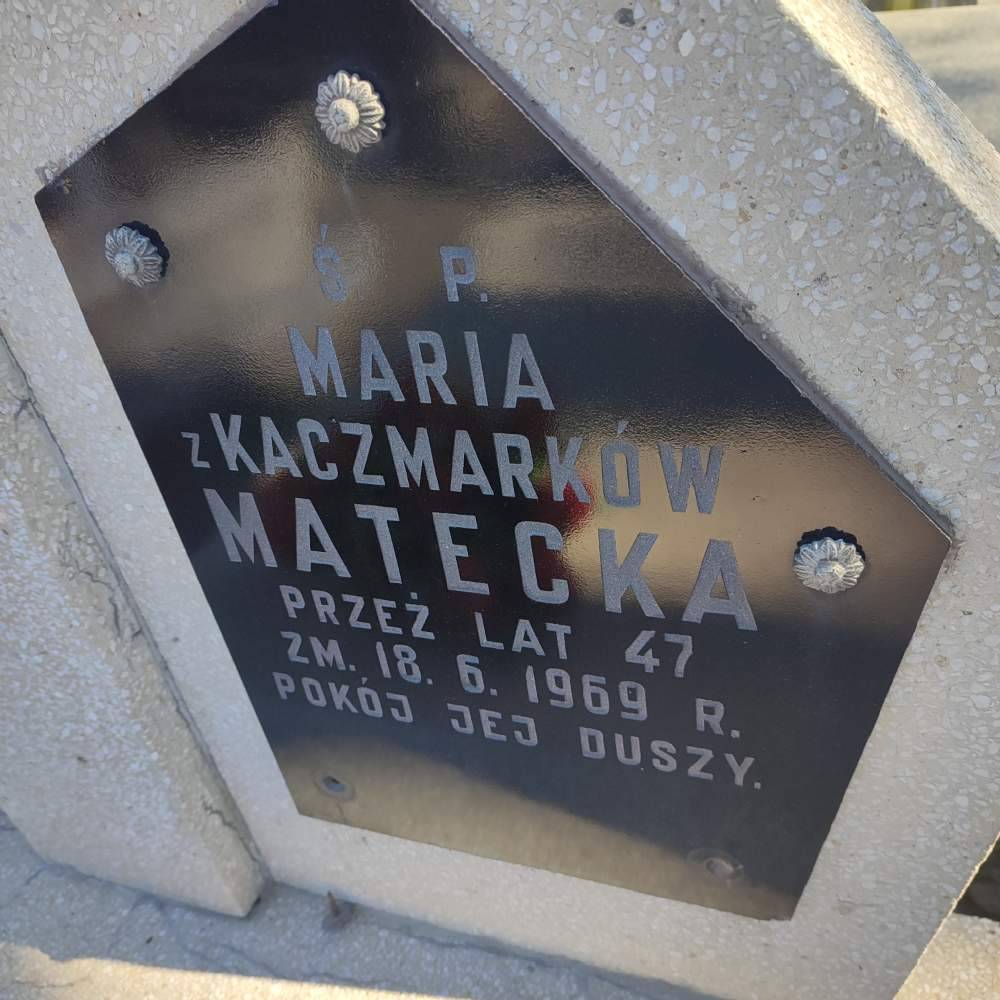 Ś. P.
MARIA
z KACZMARKÓW
MATECKA
PRZEŻ LAT 47
ZM. 18. 6. 1969 R.
POKÓJ JEJ DUSZY.